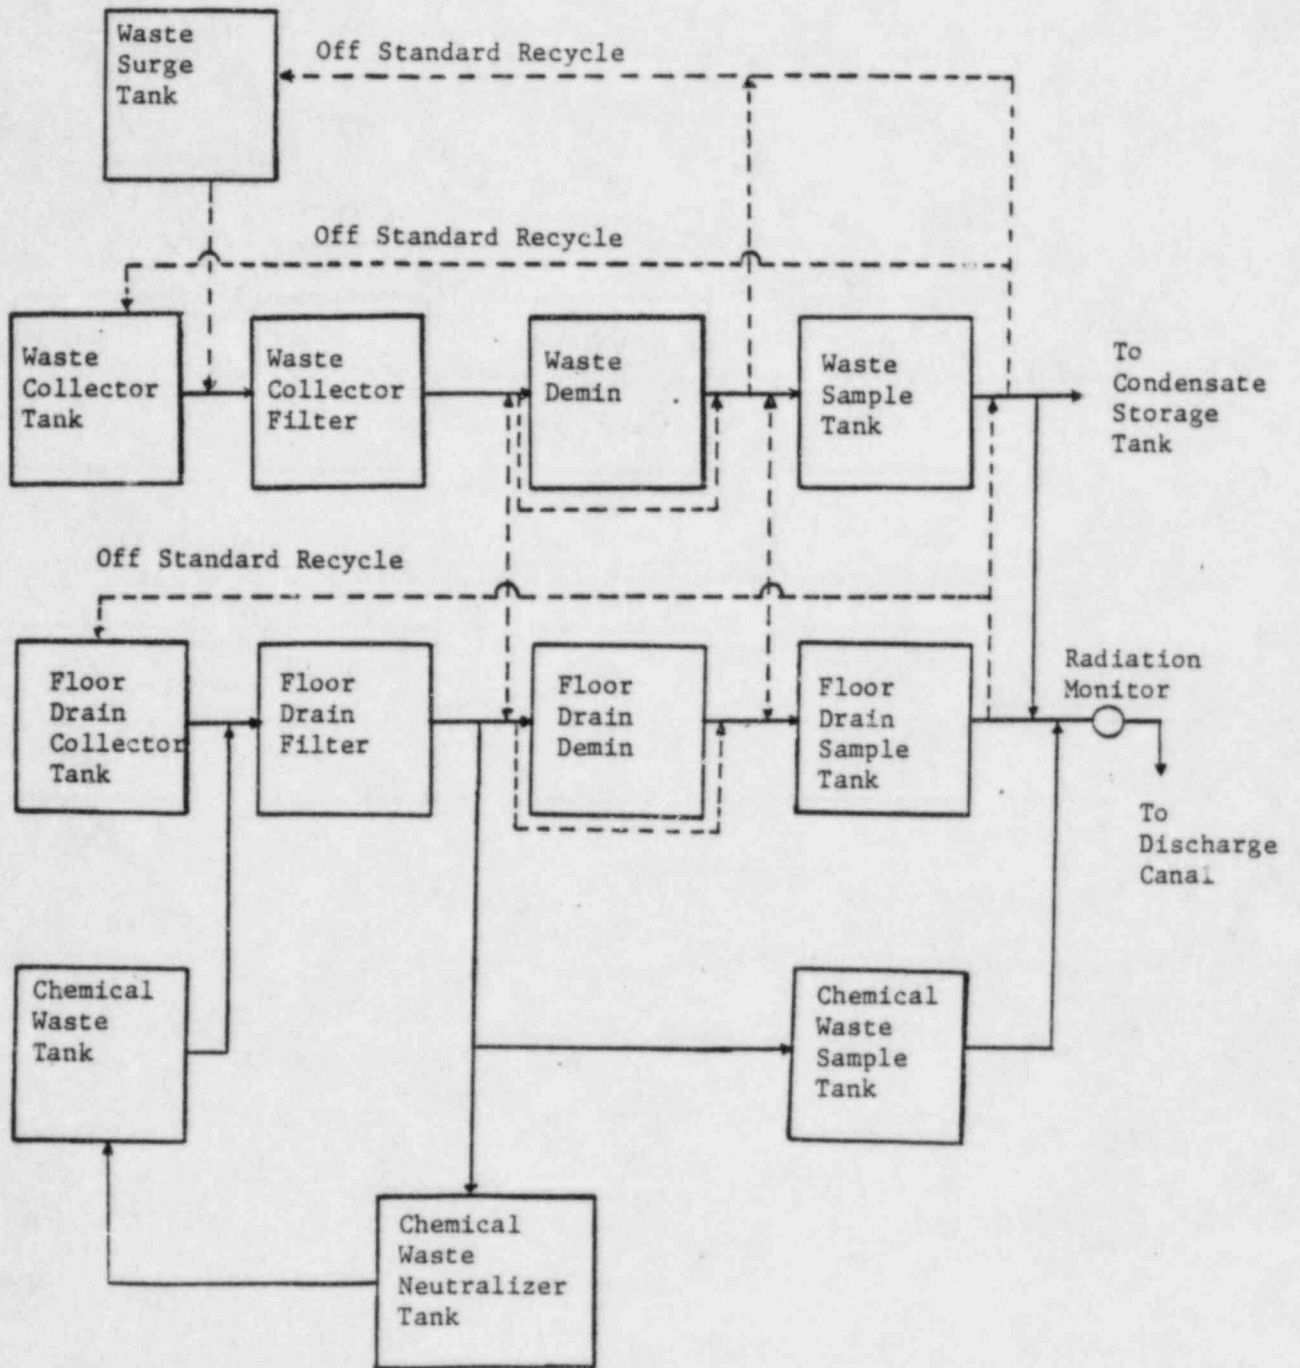 Waste
Surge
Tank
Off Standard Recycle
Off Standard Recycle
Waste
Collector
Tank
Waste
Collector
Filter
Waste
Demin
Waste
Sample
Tank
To
Condensate
Storage
Tank
Off Standard Recycle
Floor
Drain
Collector
Tank
Floor
Drain
Filter
Floor
Drain
Demin
Floor
Drain
Sample
Tank
Radiation
Monitor
To
Discharge
Canal
Chemical
Waste
Tank
Chemical
Waste
Sample
Tank
Chemical
Waste
Neutralizer
Tank